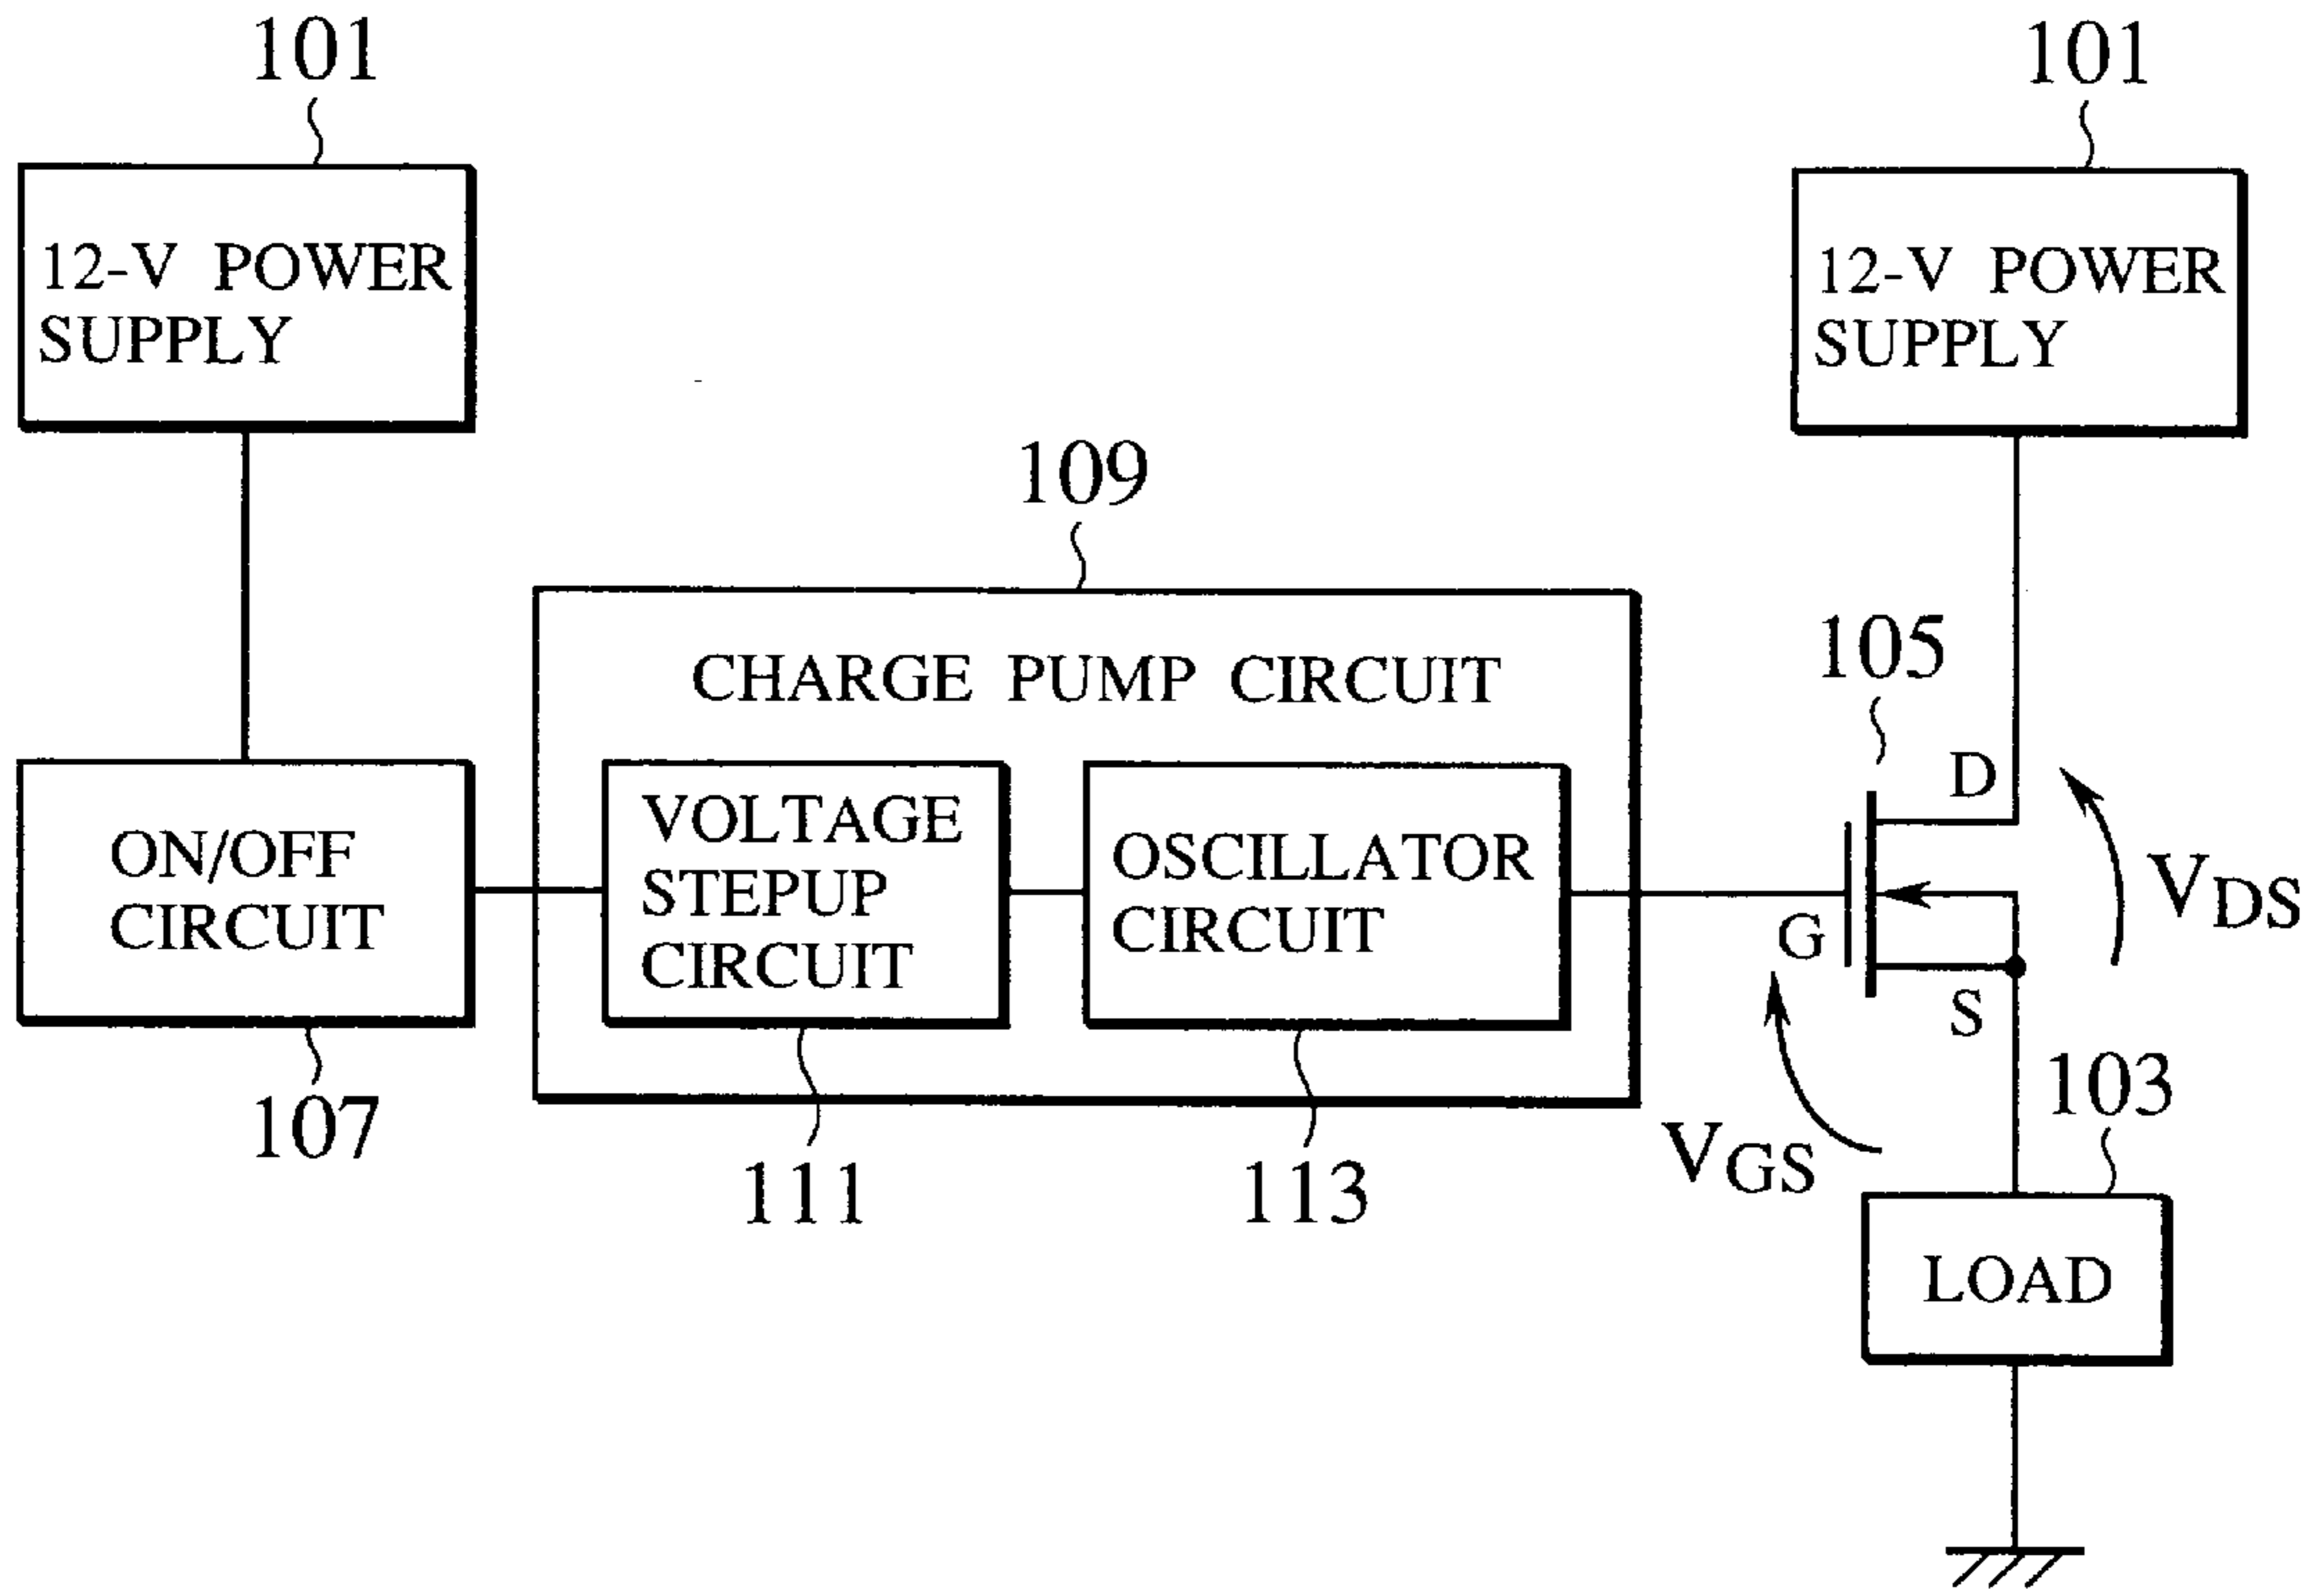 101
101
12-V POWER
SUPPLY
12-V POWER
SUPPLY
109
CHARGE PUMP CIRCUIT
105
D
ON/OFF
CIRCUIT
VOLTAGE
STEPUP
CIRCUIT
OSCILLATOR
CIRCUIT
G
VDS
S
107
111
113
VGS
103
LOAD